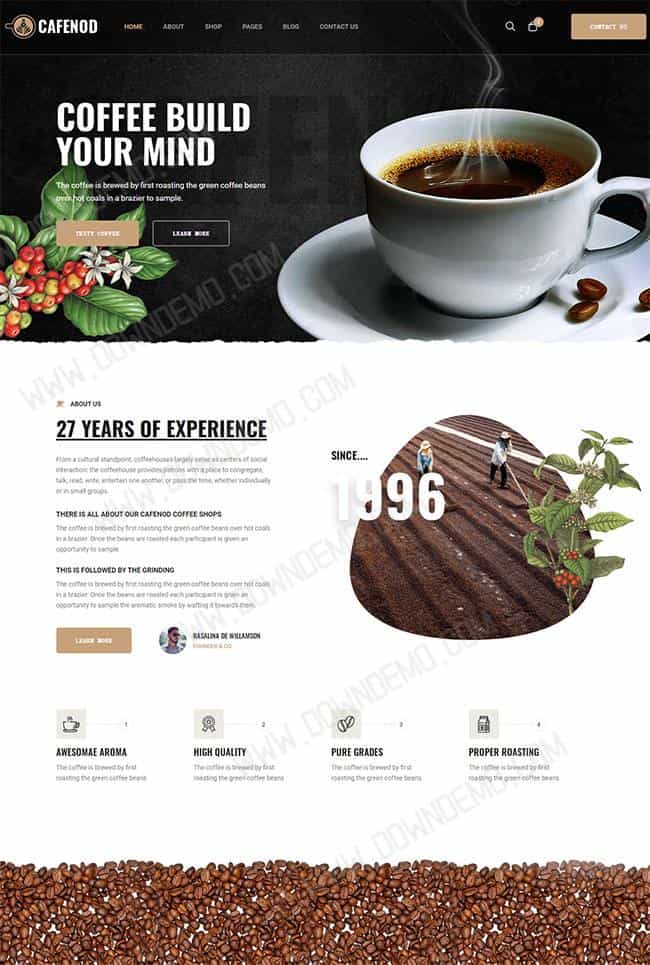 CAFENOD
HOME
ABOUT
SHOP
PAGES
BLOG
CONTACT US
CONTACT US
COFFEE BUILD
YOUR MIND
The coffee is brewed by first roasting the green coffee beans
over hot coals in a brazier to sample.
TESTY COFFEE
LEARN MORE
ABOUT US
27 YEARS OF EXPERIENCE
From a cultural standpoint, coffeehouses largely serve as centers of social
interaction: the coffeehouse provides patrons with a place to congregate,
talk, read, write, entertain one another, or pass the time, whether individually
or in small groups.
THERE IS ALL ABOUT OUR CAFENOD COFFEE SHOPS
The coffee is brewed by first roasting the green coffee beans over hot coals
in a brazier. Once the beans are roasted each participant is given an
opportunity to sample
THIS IS FOLLOWED BY THE GRINDING
The coffee is brewed by first roasting the green coffee beans over hot coals
in a brazier. Once the beans are roasted each participant is given an
opportunity to sample the aromatic smoke by wafting it towards them.
LEARN MORE
RASALINA DE WILLAMSON
FOUNDER & CO
SINCE....
1996
1
AWESOMAE AROMA
The coffee is brewed by first
roasting the green coffee beans
2
HIGH QUALITY
The coffee is brewed by first
roasting the green coffee beans
3
PURE GRADES
The coffee is brewed by first
roasting the green coffee beans
4
PROPER ROASTING
The coffee is brewed by first
roasting the green coffee beans
WWW.DOWNDEMO.COM
WWW.DOWNDEMO.COM
WWW.DOWNDEMO.COM
WWW.DOWNDEMO.COM
WWW.DOWNDEMO.COM